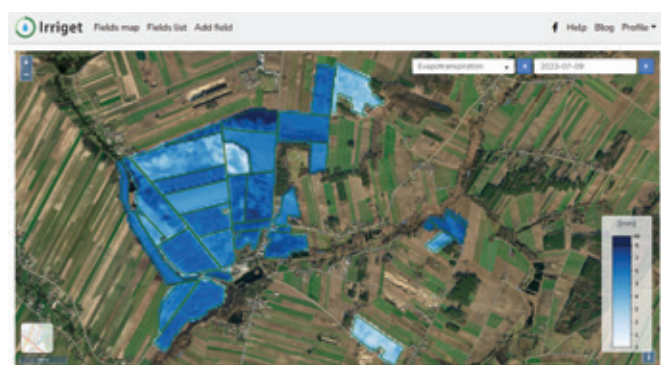 Irriget Fields map Fields list Add field Help Blog Profile
Evapotranspiration 2023-07-09
[mm]